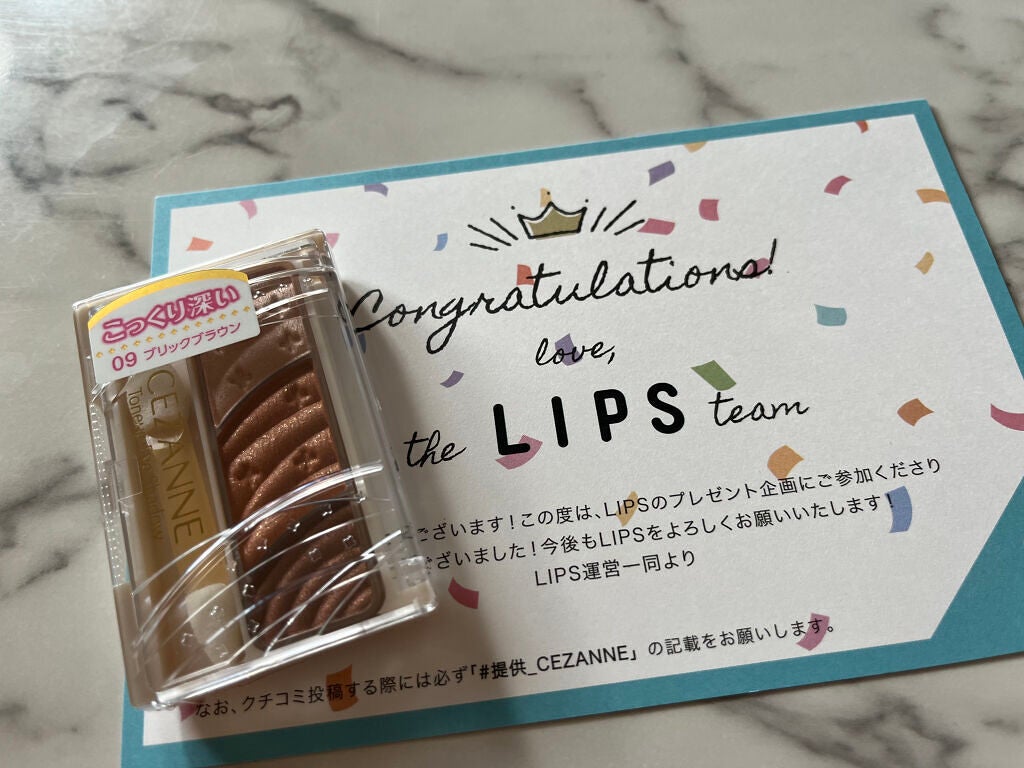 こっくり深い
09 ブリックブラウン
CEZANNE
Congratulations!
love,
the LIPS team
ございます!この度は、LIPSのプレゼント企画にご参加くださり
ございました!今後もLIPSをよろしくお願いいたします!
LIPS運営一同より
なお、クチコミ投稿する際には必ず「#提供_CEZANNE」の記載をお願いします。